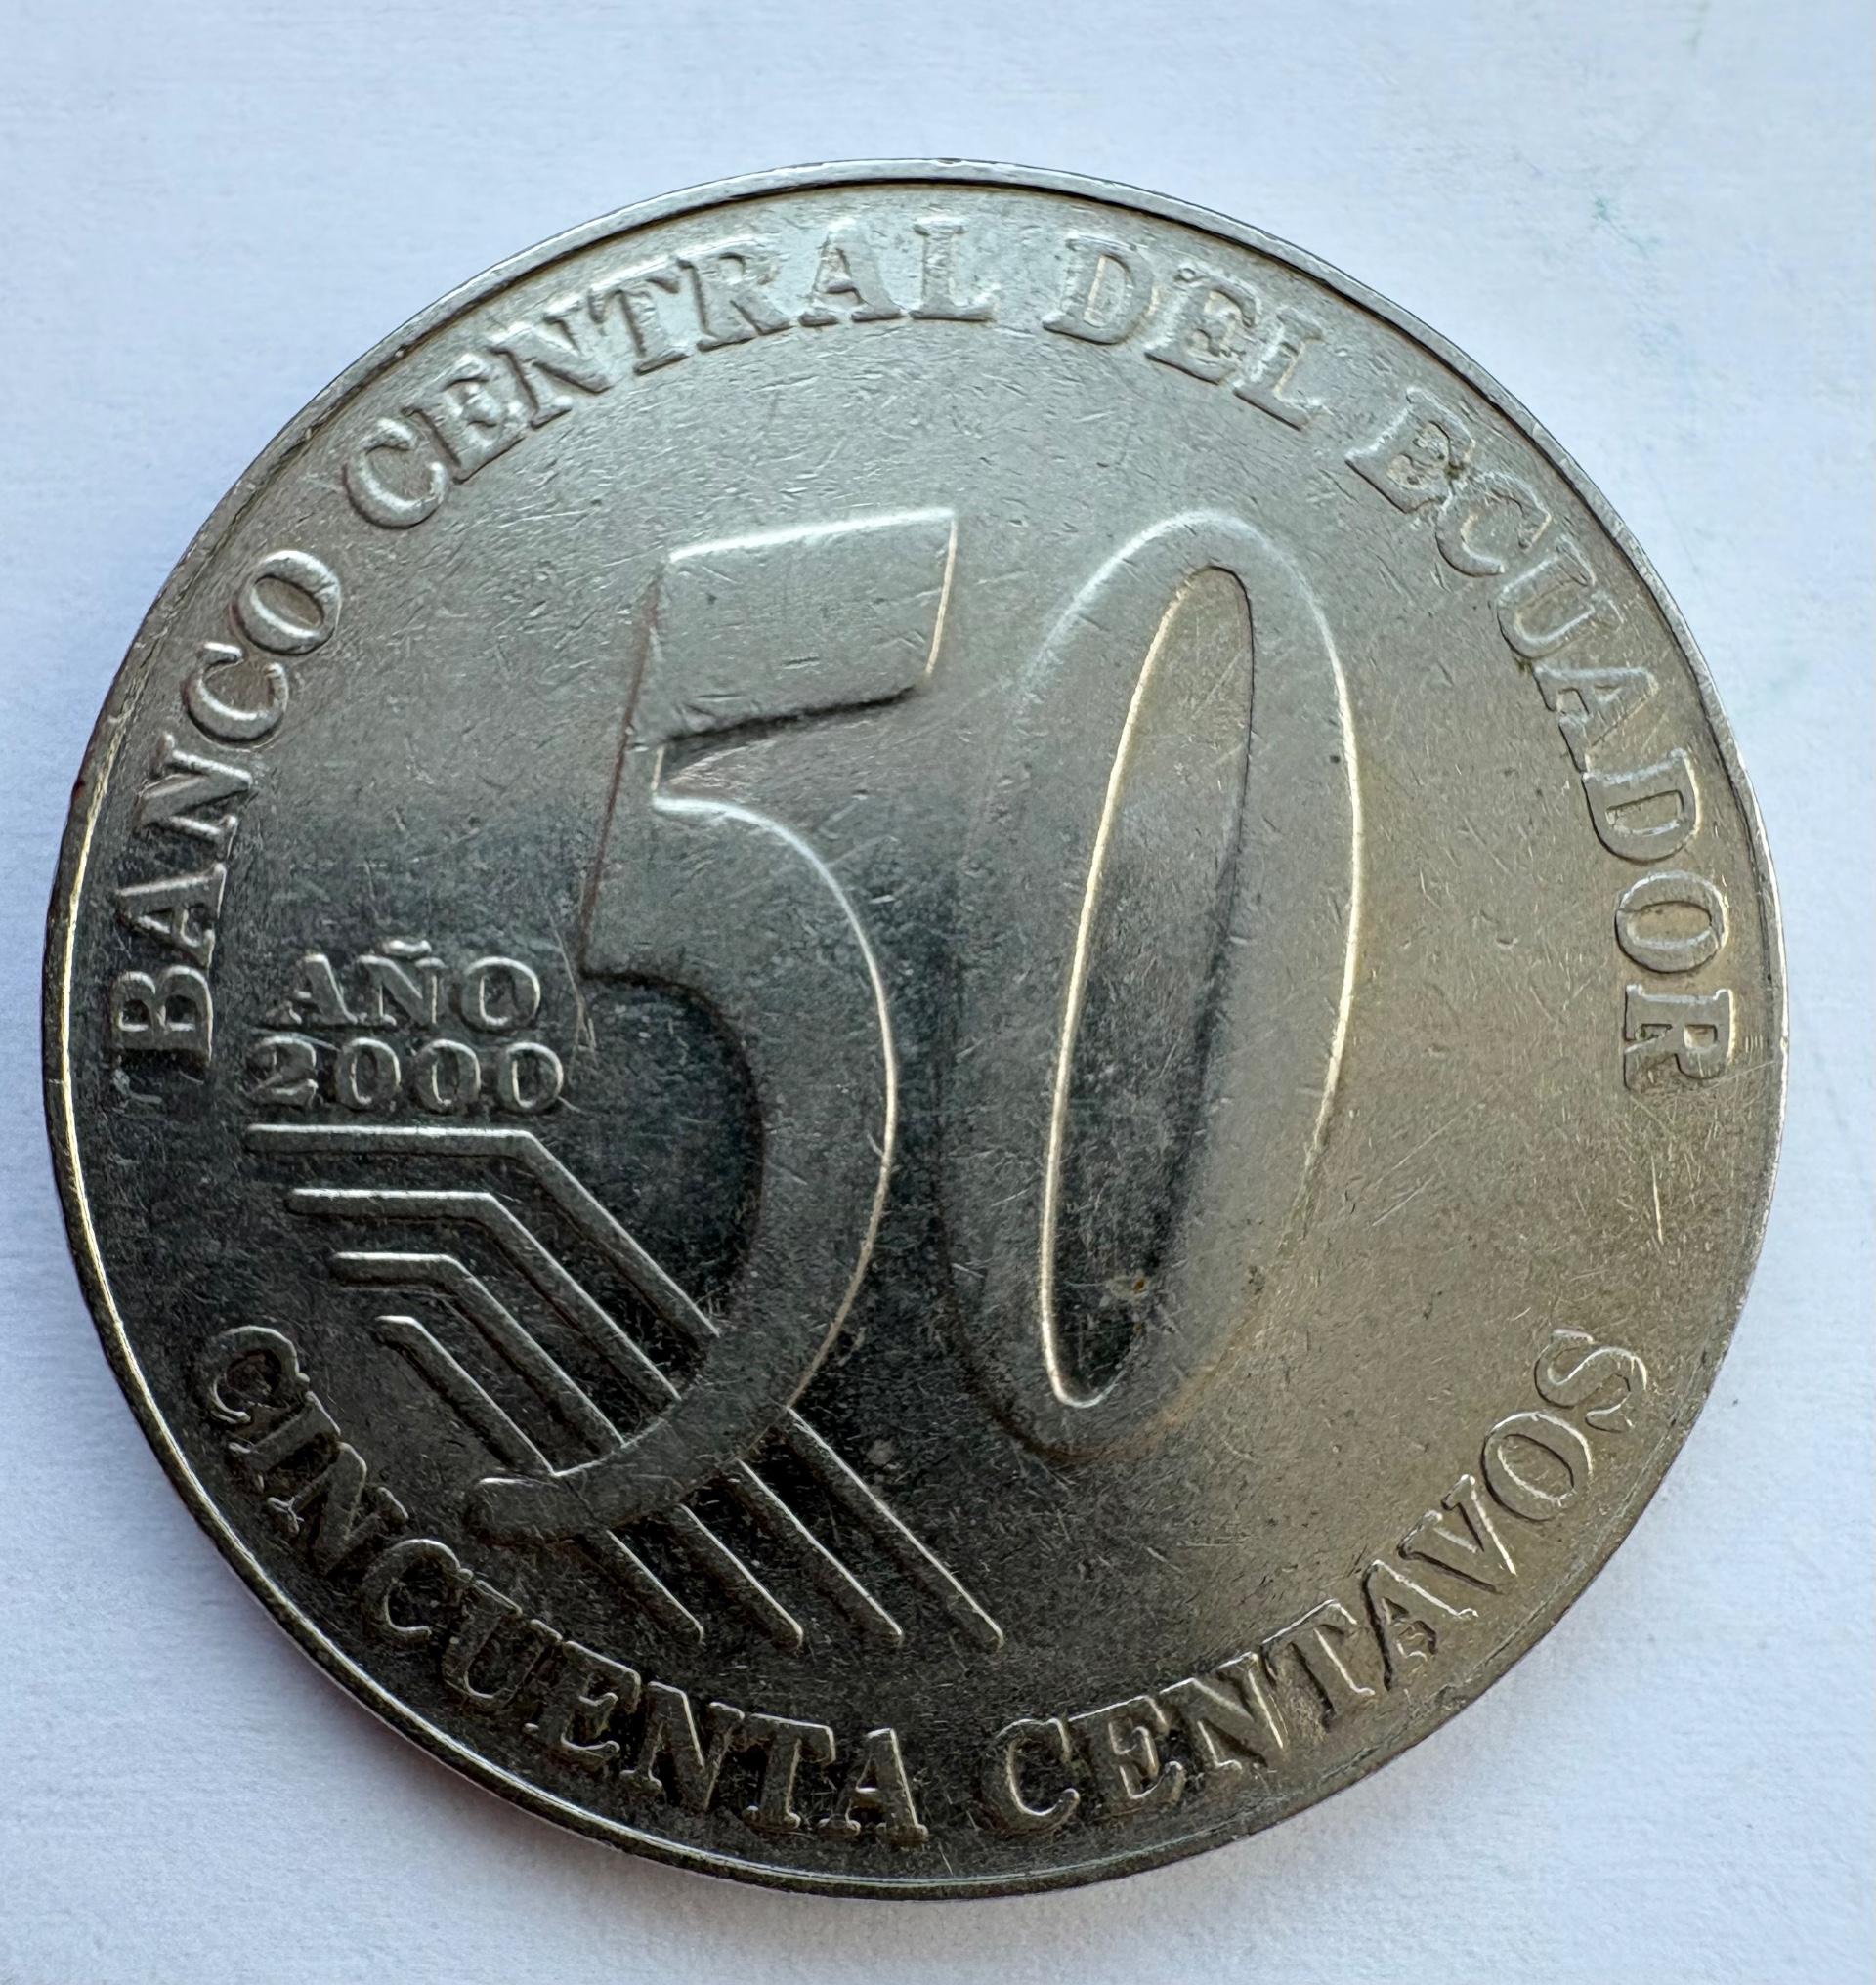 BANCO CENTRAL DEL ECUADOR
50
AÑO
2000
CINCUENTA CENTAVOS